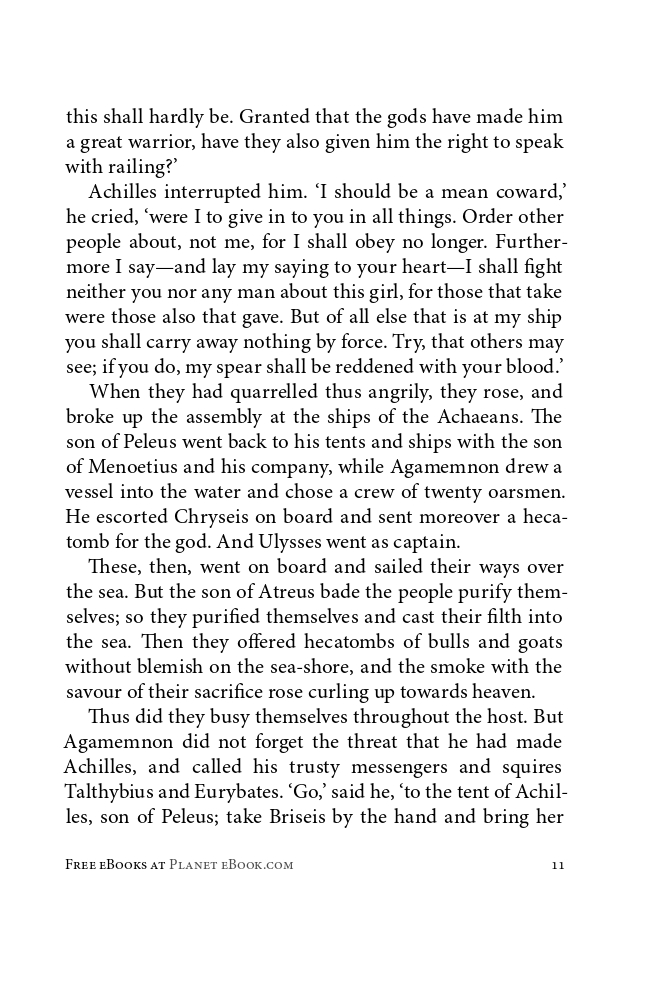 this shall hardly be. Granted that the gods have made him
a great warrior, have they also given him the right to speak
with railing?’
Achilles interrupted him. ‘I should be a mean coward,’
he cried, ‘were I to give in to you in all things. Order other
people about, not me, for I shall obey no longer. Further-
more I say—and lay my saying to your heart—I shall fight
neither you nor any man about this girl, for those that take
were those also that gave. But of all else that is at my ship
you shall carry away nothing by force. Try, that others may
see; if you do, my spear shall be reddened with your blood.’
When they had quarrelled thus angrily, they rose, and
broke up the assembly at the ships of the Achaeans. The
son of Peleus went back to his tents and ships with the son
of Menoetius and his company, while Agamemnon drew a
vessel into the water and chose a crew of twenty oarsmen.
He escorted Chryseis on board and sent moreover a heca-
tomb for the god. And Ulysses went as captain.
These, then, went on board and sailed their ways over
the sea. But the son of Atreus bade the people purify them-
selves; so they purified themselves and cast their filth into
the sea. Then they offered hecatombs of bulls and goats
without blemish on the sea-shore, and the smoke with the
savour of their sacrifice rose curling up towards heaven.
Thus did they busy themselves throughout the host. But
Agamemnon did not forget the threat that he had made
Achilles, and called his trusty messengers and squires
Talthybius and Eurybates. ‘Go,’ said he, ‘to the tent of Achil-
les, son of Peleus; take Briseis by the hand and bring her
Free eBooks at Planet eBook.com 11